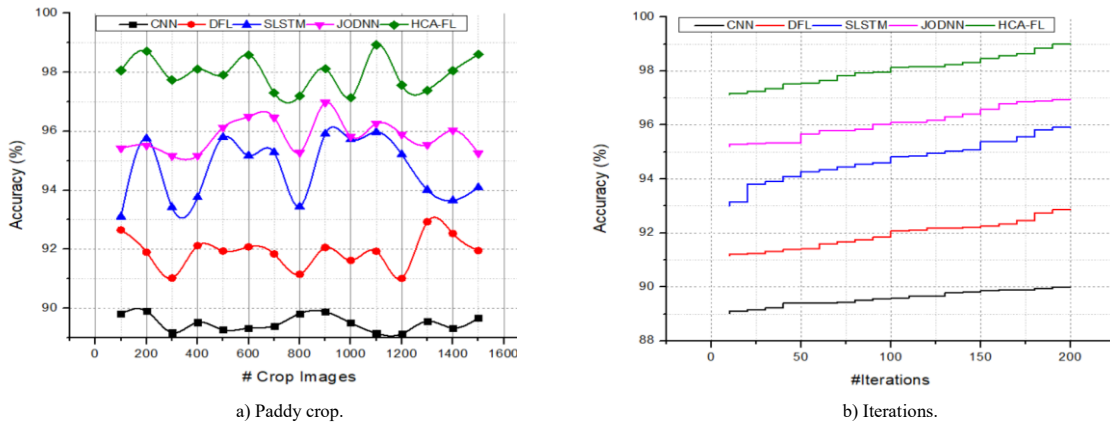 CNN DFL SLSTM JODNN HCA-FL
100
98
96
94
92
90
Accuracy (%)
0 200 400 600 800 1000 1200 1400 1600
# Crop Images
a) Paddy crop.
CNN DFL SLSTM JODNN HCA-FL
100
98
96
94
92
90
88
Accuracy (%)
0 50 100 150 200
#Iterations
b) Iterations.